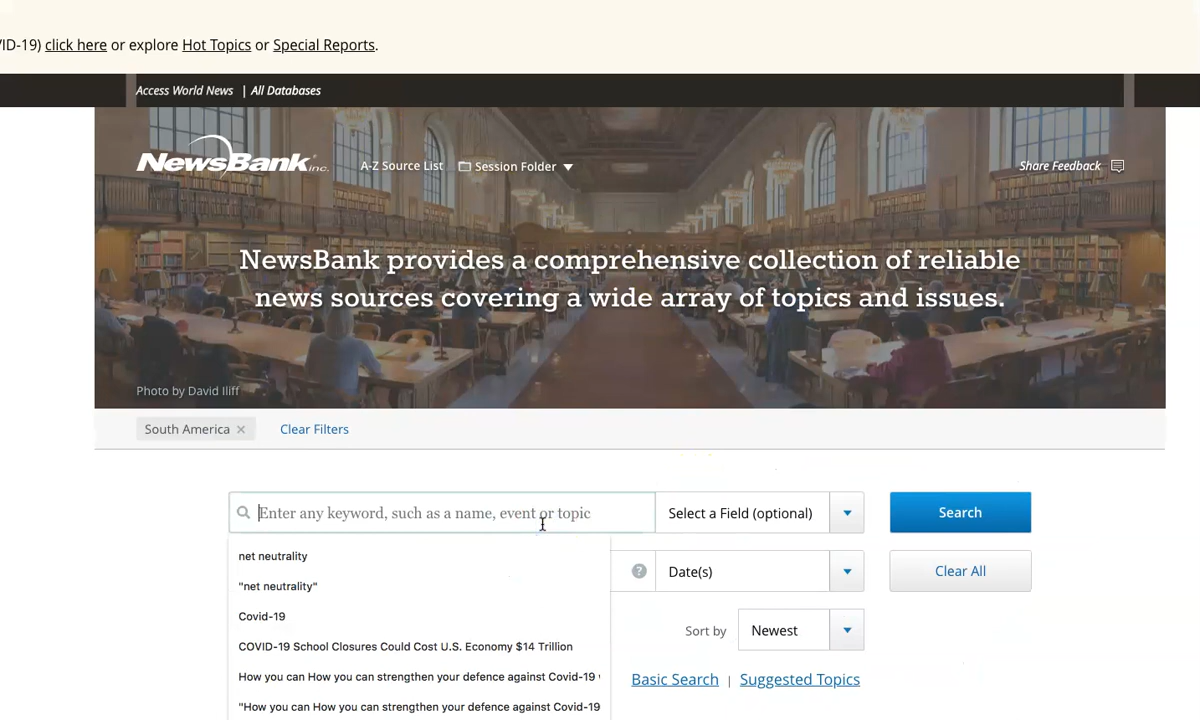 VID-19) click here or explore Hot Topics or Special Reports.
Access World News | All Databases
NewsBank inc.
A-Z Source List
Session Folder
Share Feedback
NewsBank provides a comprehensive collection of reliable
news sources covering a wide array of topics and issues.
Photo by David Iliff
South America ×
Clear Filters
Enter any keyword, such as a name, event or topic
Select a Field (optional)
Search
net neutrality
"net neutrality"
?
Date(s)
Clear All
Covid-19
Sort by
Newest
COVID-19 School Closures Could Cost U.S. Economy $14 Trillion
How you can How you can strengthen your defence against Covid-19
Basic Search | Suggested Topics
"How you can How you can strengthen your defence against Covid-19